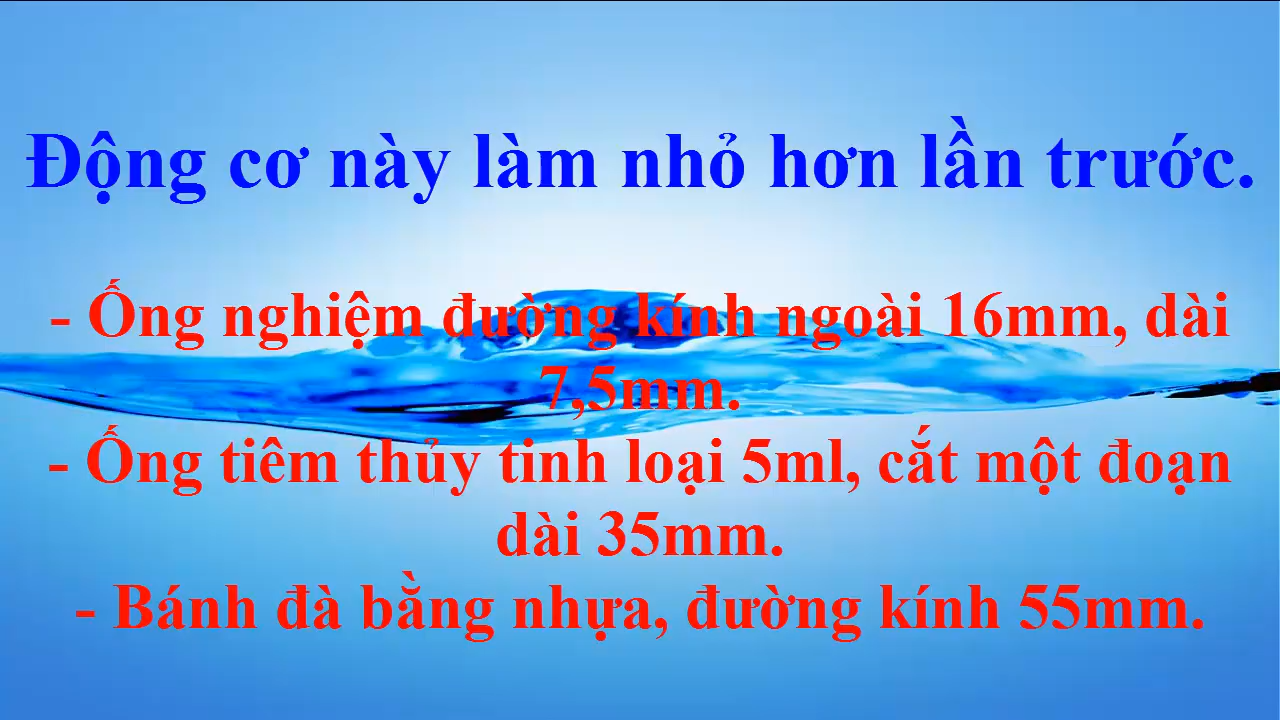 Động cơ này làm nhỏ hơn lần trước.
- Ống nghiệm đường kính ngoài 16mm, dài
7,5mm.
- Ống tiêm thủy tinh loại 5ml, cắt một đoạn
dài 35mm.
- Bánh đà bằng nhựa, đường kính 55mm.